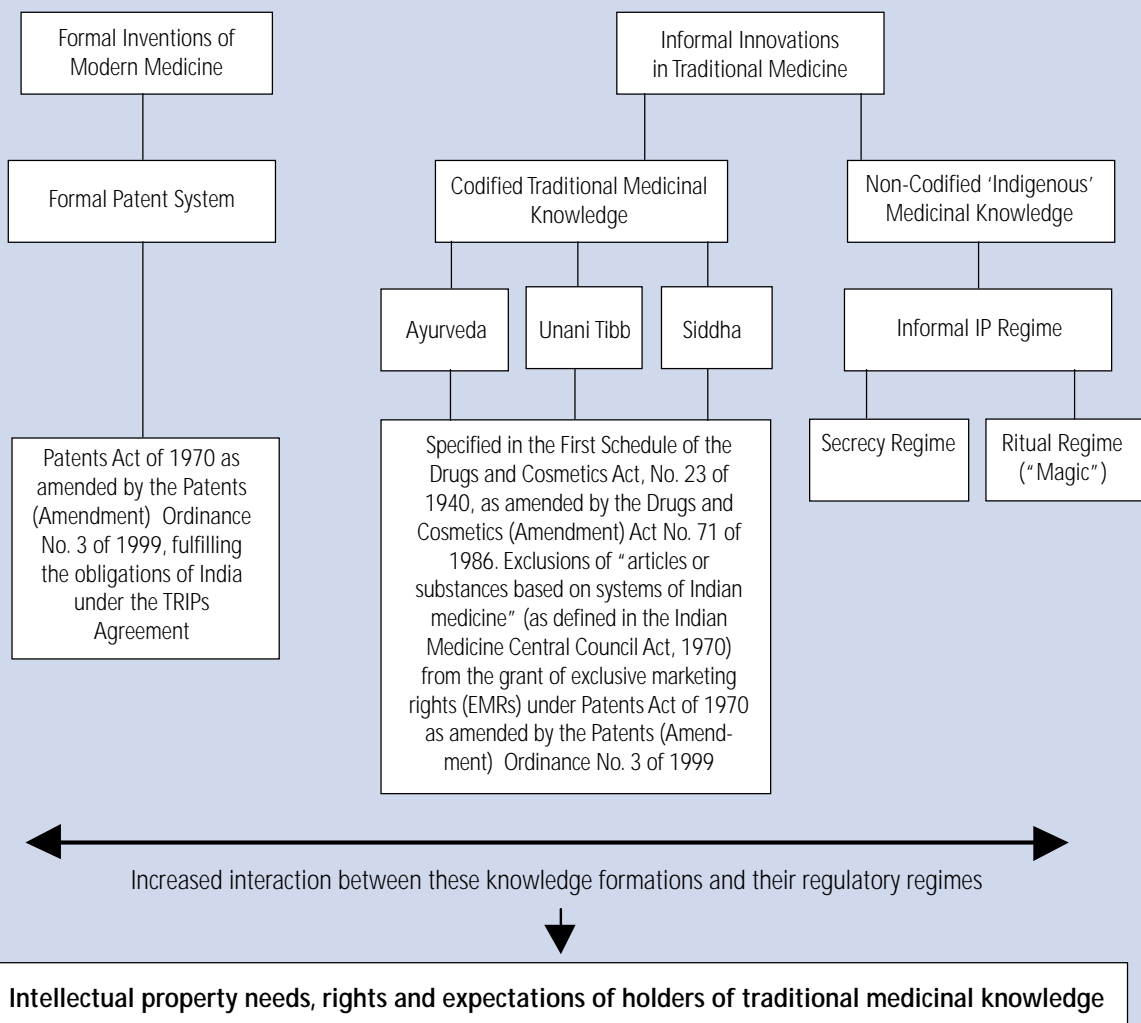 Formal Inventions of
Modern Medicine
Informal Innovations
in Traditional Medicine
Formal Patent System
Codified Traditional Medicinal
Knowledge
Non-Codified ‘Indigenous’
Medicinal Knowledge
Ayurveda
Unani Tibb
Siddha
Informal IP Regime
Patents Act of 1970 as
amended by the Patents
(Amendment) Ordinance
No. 3 of 1999, fulfilling
the obligations of India
under the TRIPs
Agreement
Specified in the First Schedule of the
Drugs and Cosmetics Act, No. 23 of
1940, as amended by the Drugs and
Cosmetics (Amendment) Act No. 71 of
1986. Exclusions of “articles or
substances based on systems of Indian
medicine” (as defined in the Indian
Medicine Central Council Act, 1970)
from the grant of exclusive marketing
rights (EMRs) under Patents Act of 1970
as amended by the Patents (Amend-
ment) Ordinance No. 3 of 1999
Secrecy Regime
Ritual Regime
(“Magic”)
Increased interaction between these knowledge formations and their regulatory regimes
Intellectual property needs, rights and expectations of holders of traditional medicinal knowledge